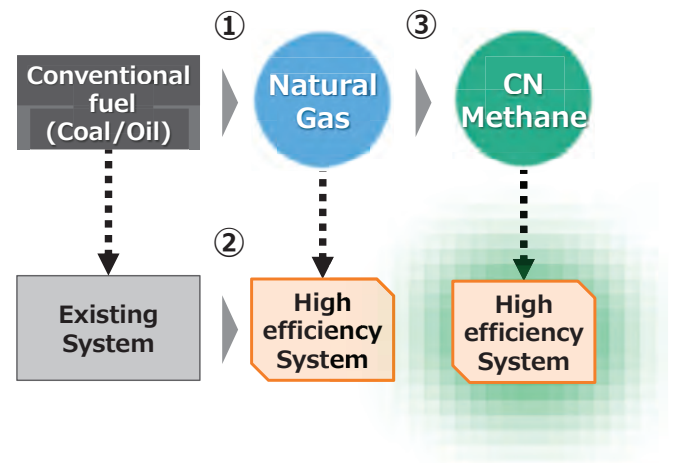 ①
③
Conventional
fuel
(Coal/Oil)
Natural
Gas
CN
Methane
②
Existing
System
High
efficiency
System
High
efficiency
System